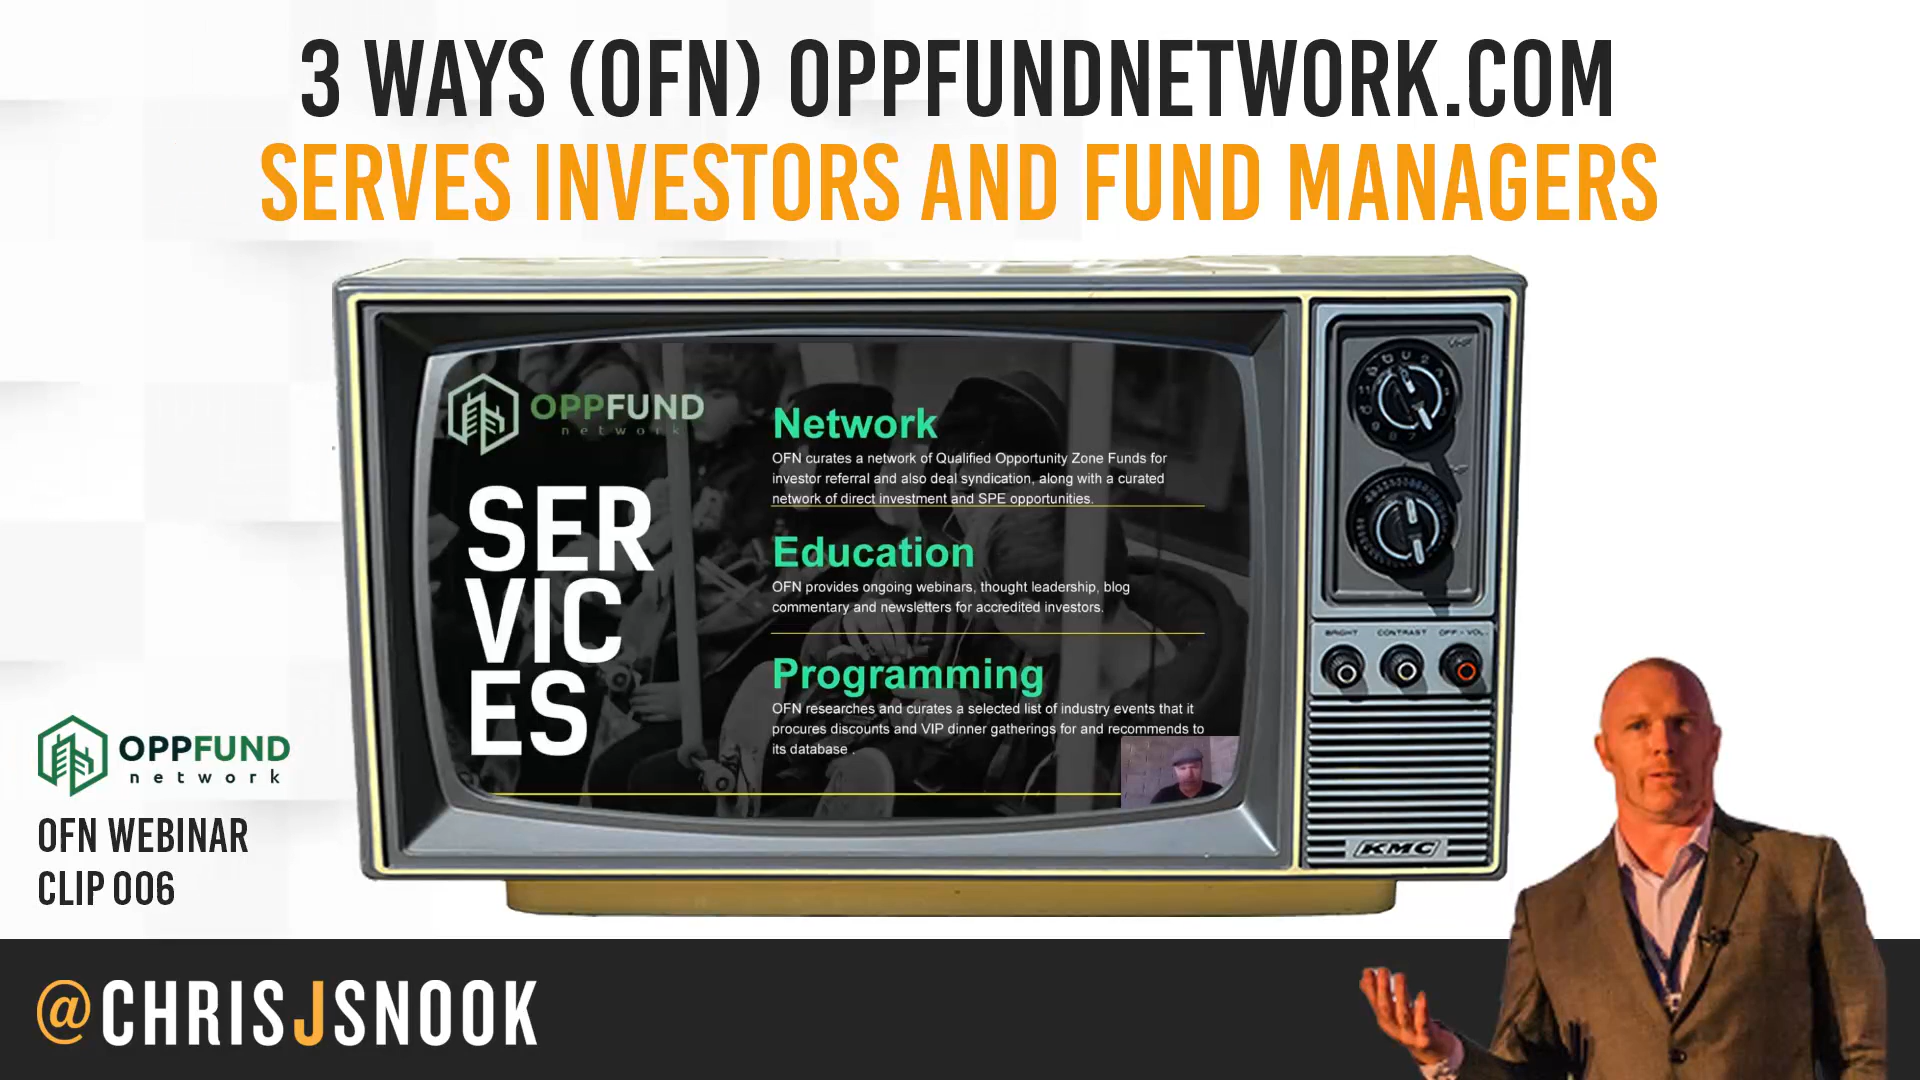 3 WAYS (OFN) OPPFUNDNETWORK.COM
SERVES INVESTORS AND FUND MANAGERS
OPPFUND
network
SER
VIC
ES
Network
OFN curates a network of Qualified Opportunity Zone Funds for
investor referral and also deal syndication, along with a curated
network of direct investment and SPE opportunities.
Education
OFN provides ongoing webinars, thought leadership, blog
commentary and newsletters for accredited investors.
Programming
OFN researches and curates a selected list of industry events that it
procures discounts and VIP dinner gatherings for and recommends to
its database .
BRIGHT CONTRAST OFF-VOL
KMC
OPPFUND
network
OFN WEBINAR
CLIP 006
@CHRISJSNOOK